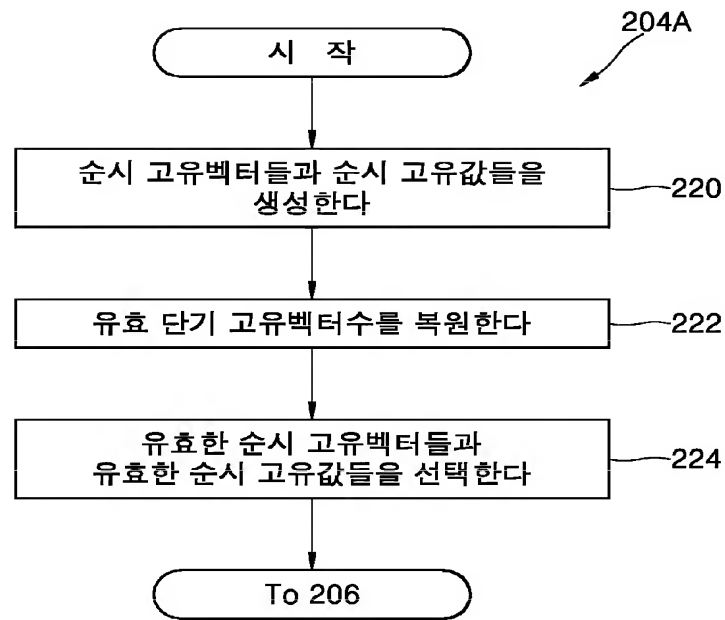 204A
시 작
순시 고유벡터들과 순시 고유값들을
생성한다
220
유효 단기 고유벡터수를 복원한다
222
유효한 순시 고유벡터들과
유효한 순시 고유값들을 선택한다
224
To 206